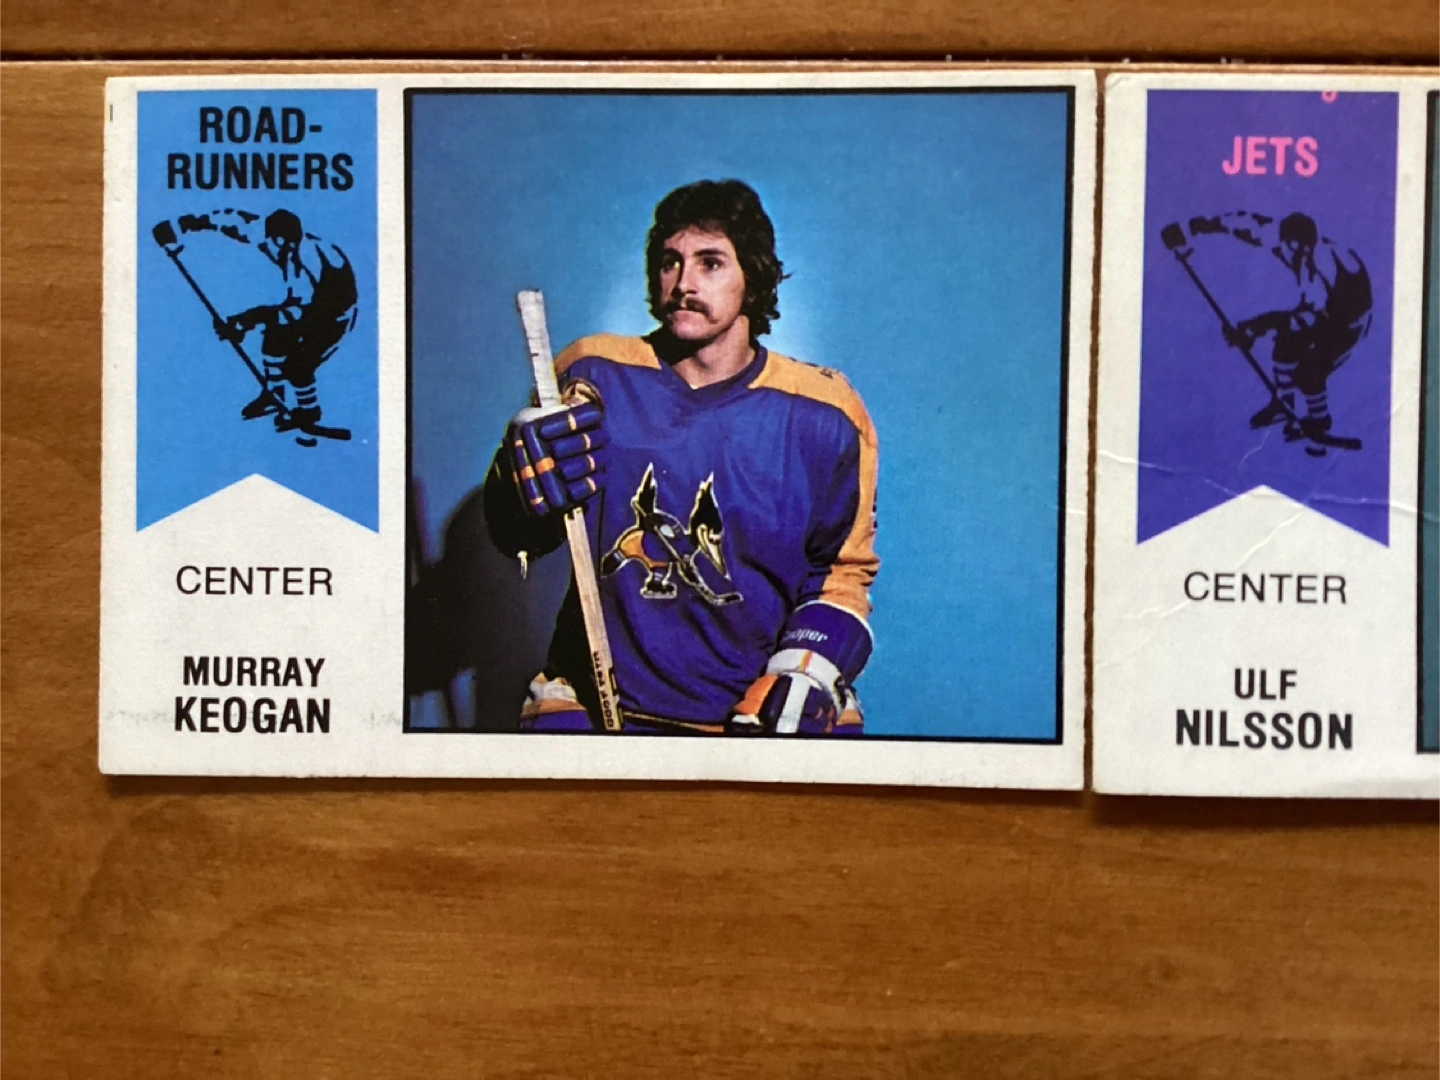 ROAD-
RUNNERS
CENTER
MURRAY
KEOGAN
JETS
CENTER
ULF
NILSSON